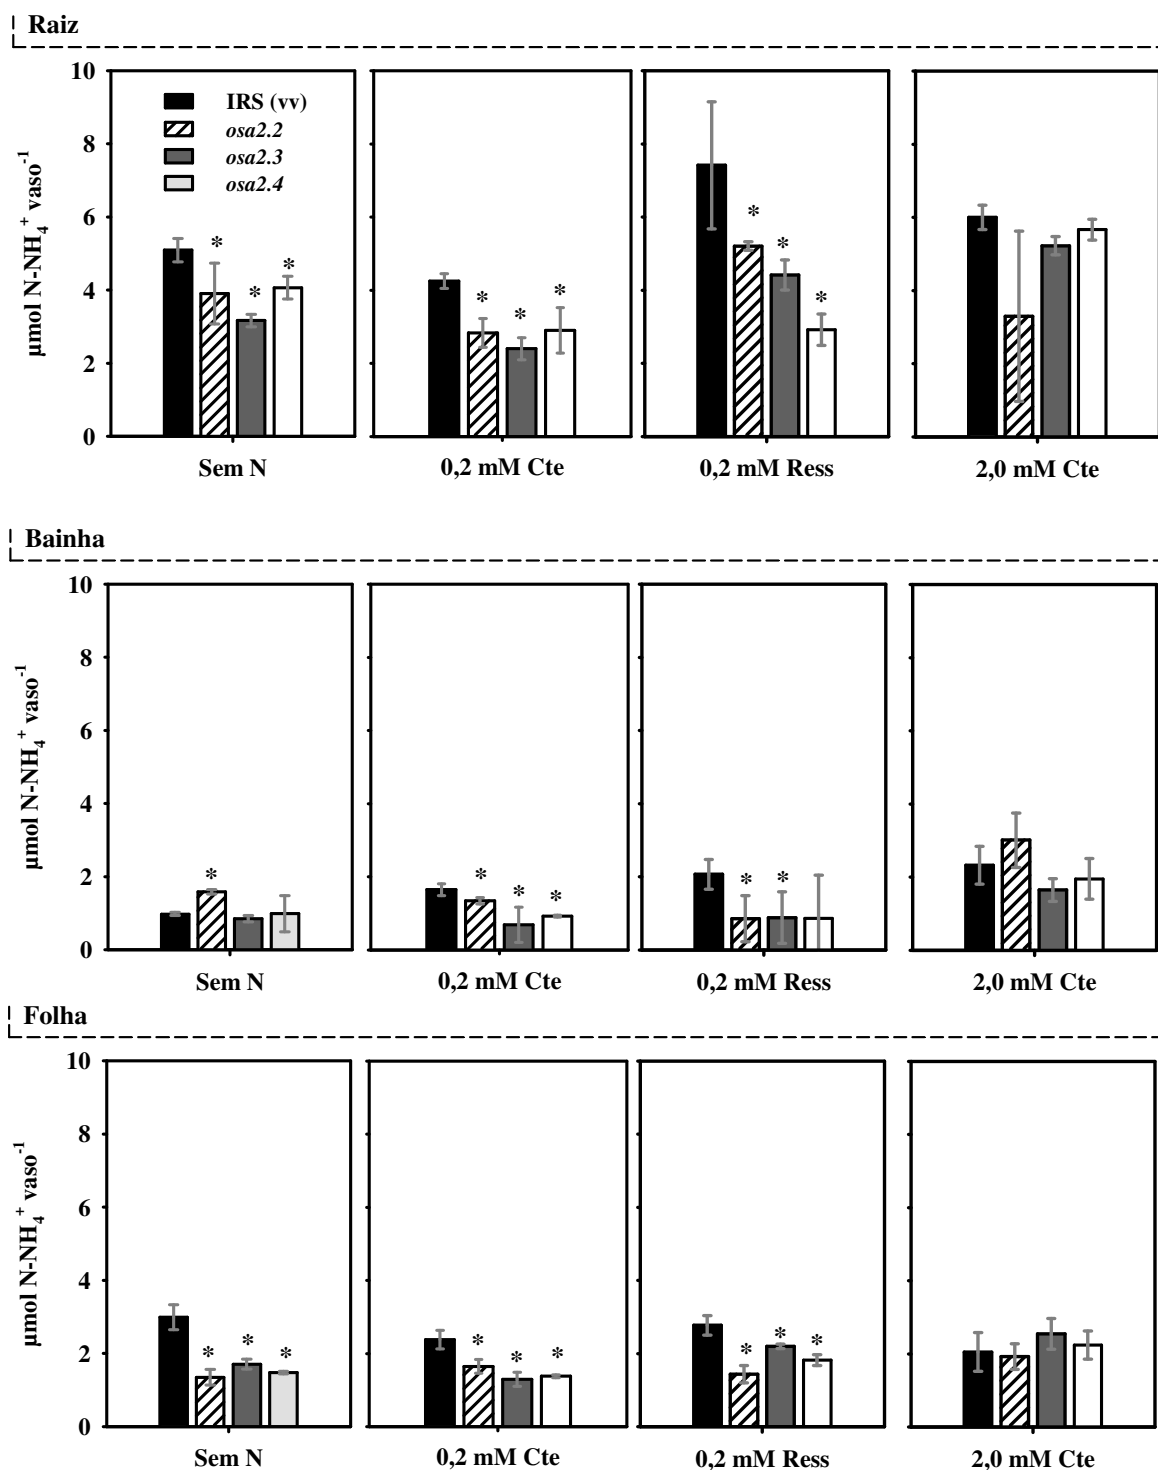 Raiz
µmol N-NH4+ vaso-1
10
8
6
4
2
0
IRS (vv)
osa2.2
osa2.3
osa2.4
* * *
* * *
* * *
Sem N
0,2 mM Cte
0,2 mM Ress
2,0 mM Cte
Bainha
µmol N-NH4+ vaso-1
10
8
6
4
2
0
*
* * *
* *
Sem N
0,2 mM Cte
0,2 mM Ress
2,0 mM Cte
Folha
µmol N-NH4+ vaso-1
10
8
6
4
2
0
* * *
* * *
* * *
Sem N
0,2 mM Cte
0,2 mM Ress
2,0 mM Cte